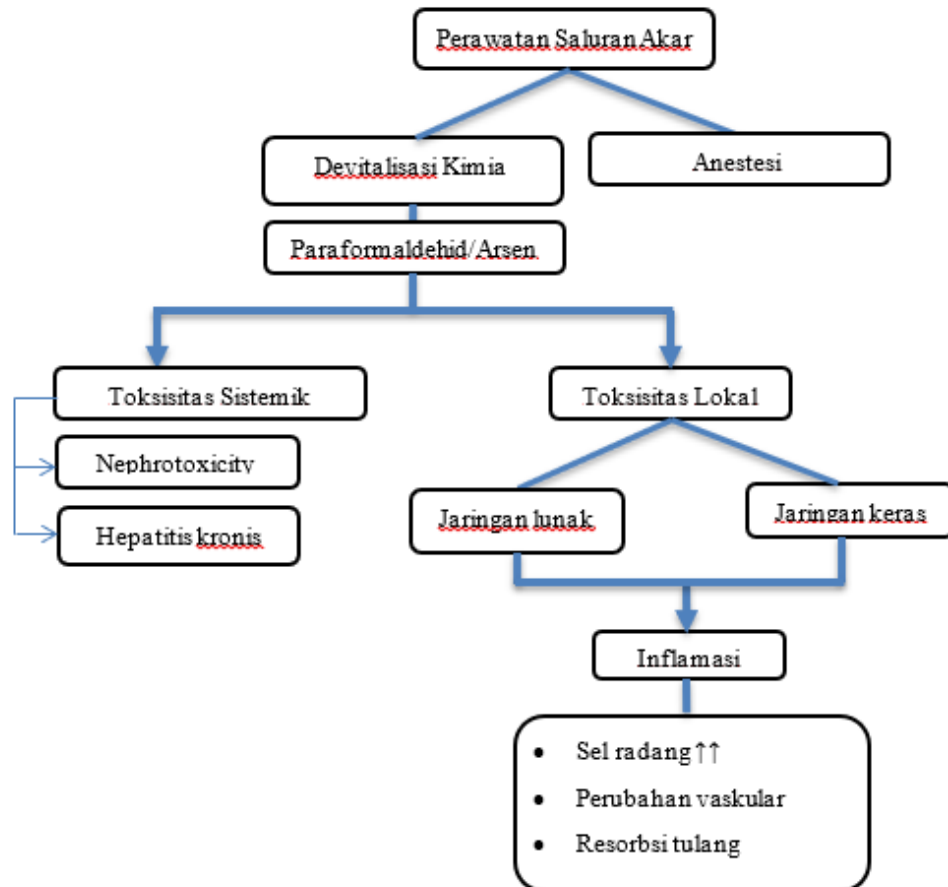 Perawatan Saluran Akar
Devitalisasi Kimia
Anestesi
Paraformaldehid/Arsen
Toksisitas Sistemik
Toksisitas Lokal
Nephrotoxicity
Hepatitis kronis
Jaringan lunak
Jaringan keras
Inflamasi
• Sel radang ↑↑
• Perubahan vaskular
• Resorbsi tulang